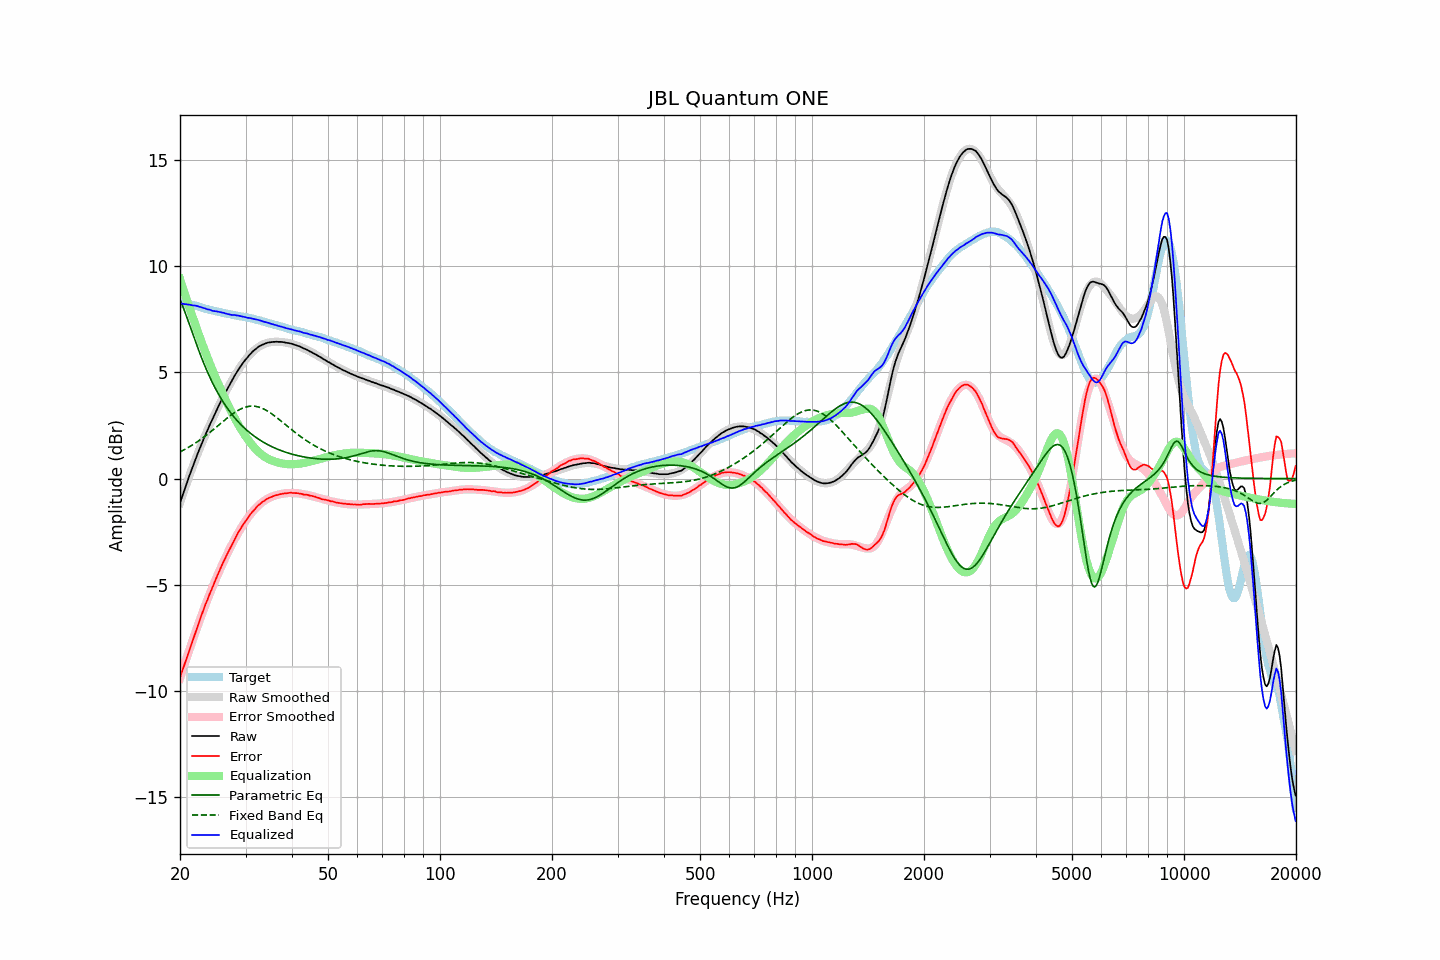 JBL Quantum ONE
Amplitude (dBr)
15
10
5
0
−5
−10
−15
Target
Raw Smoothed
Error Smoothed
Raw
Error
Equalization
Parametric Eq
Fixed Band Eq
Equalized
20
50
100
200
500
1000
2000
5000
10000
20000
Frequency (Hz)